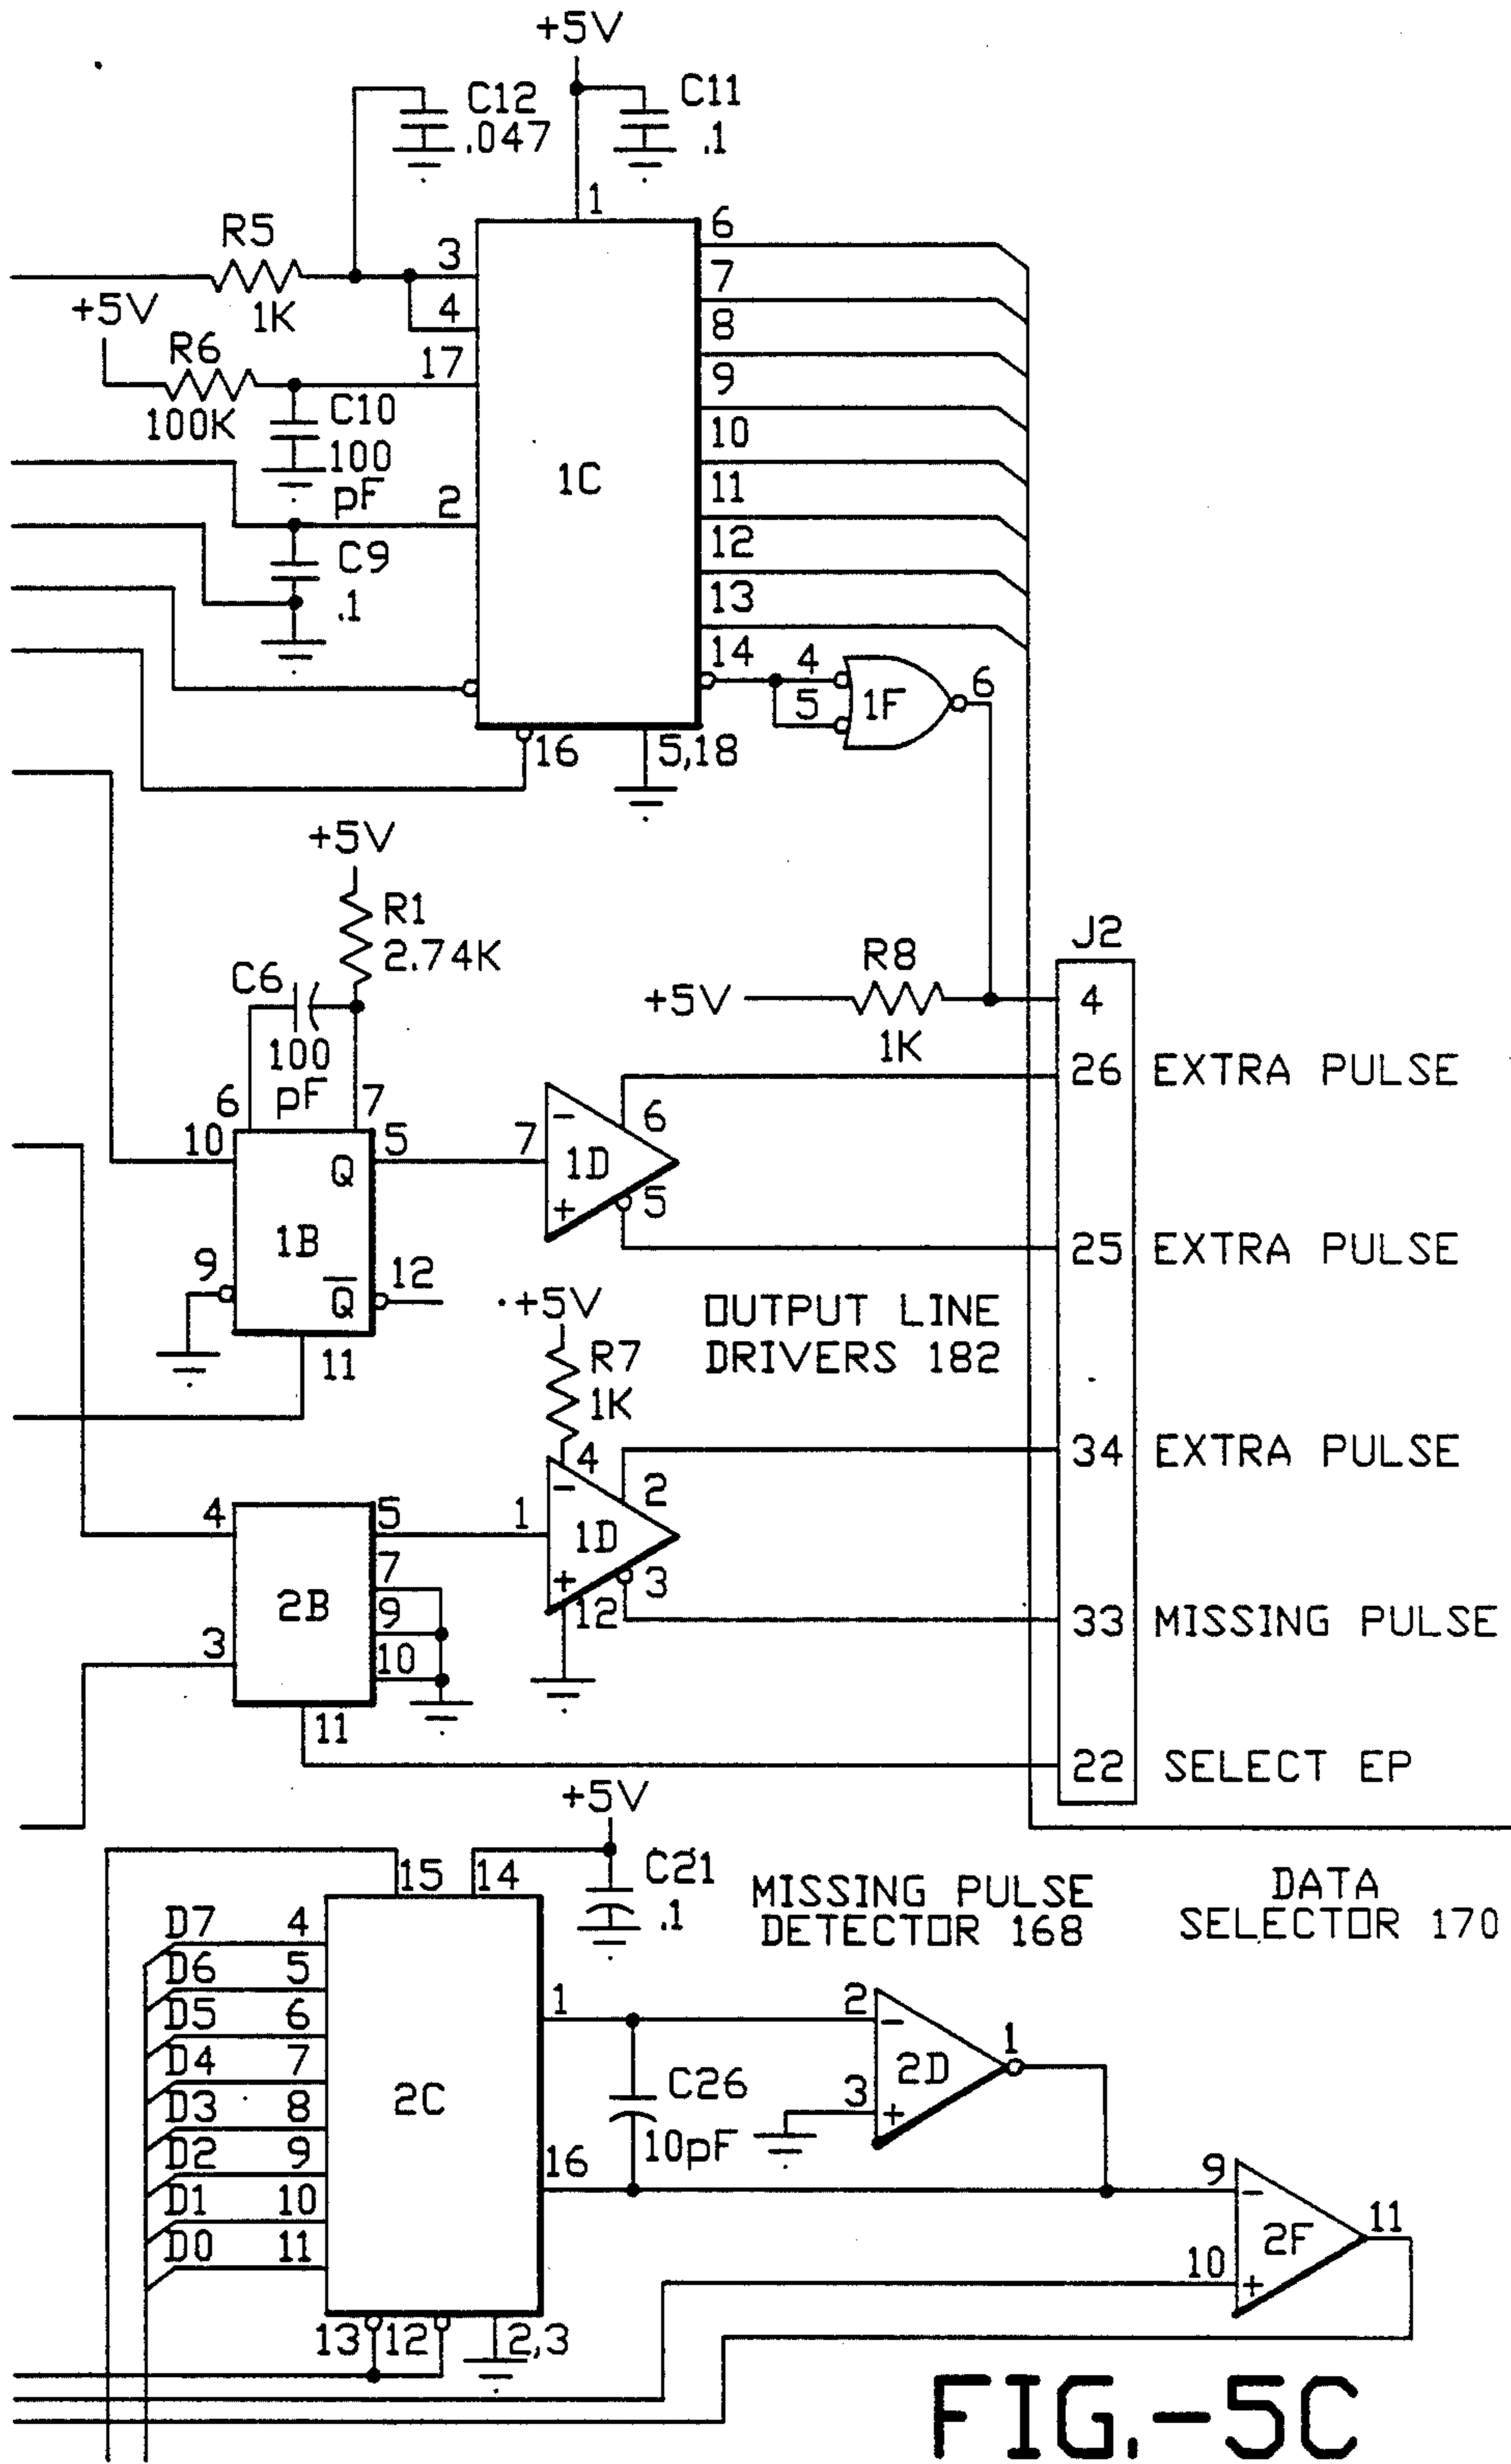 +5V
C12
.047
C11
.1
1
R5
1K
3
4
+5V
R6
100K
17
C10
100
pF
2
C9
.1
1C
6
7
8
9
10
11
12
13
14
4
5
1F
6
16
5,18
+5V
R1
2.74K
C6
100
pF
6
7
10
5
Q
1B
9
Q̅
12
11
7
-
1D
+
6
5
+5V
R8
1K
J2
4
26 EXTRA PULSE
25 EXTRA PULSE
OUTPUT LINE
DRIVERS 182
+5V
R7
1K
4
-
1
1D
+
12
2
3
34 EXTRA PULSE
33 MISSING PULSE
22 SELECT EP
4
5
7
2B
9
3
10
11
+5V
15
14
C21
.1
MISSING PULSE
DETECTOR 168
DATA
SELECTOR 170
D7 4
D6 5
D5 6
D4 7
D3 8
D2 9
D1 10
D0 11
2C
1
16
C26
10pF
2
-
3
+
2D
1
9
-
10
+
2F
11
13
12
2,3
FIG.-5C